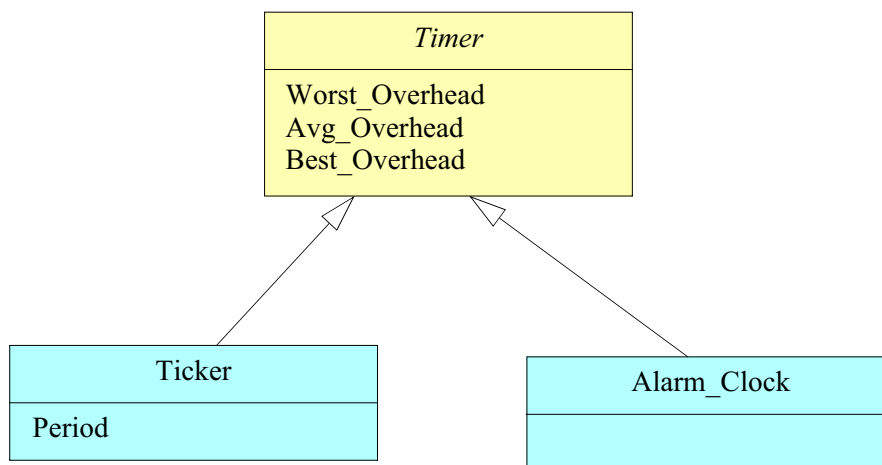 Timer
Worst_Overhead
Avg_Overhead
Best_Overhead
Ticker
Period
Alarm_Clock